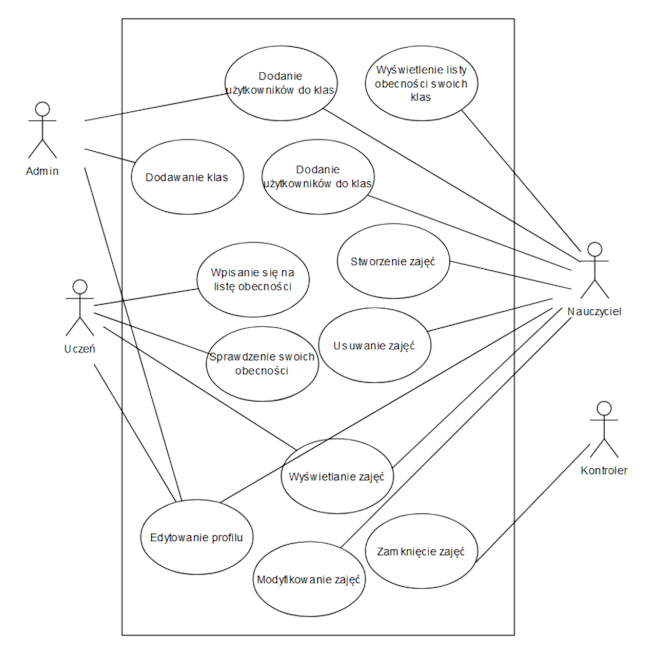 Dodanie
użytkowników do klas
Wyświetlenie listy
obecności swoich
klas
Admin
Dodawanie klas
Dodanie
użytkowników do klas
Wpisanie się na
listę obecności
Stworzenie zajęć
Nauczyciel
Uczeń
Sprawdzenie swoich
obecności
Usuwanie zajęć
Wyświetlanie zajęć
Kontroler
Edytowanie profilu
Modyfikowanie zajęć
Zamknięcie zajęć